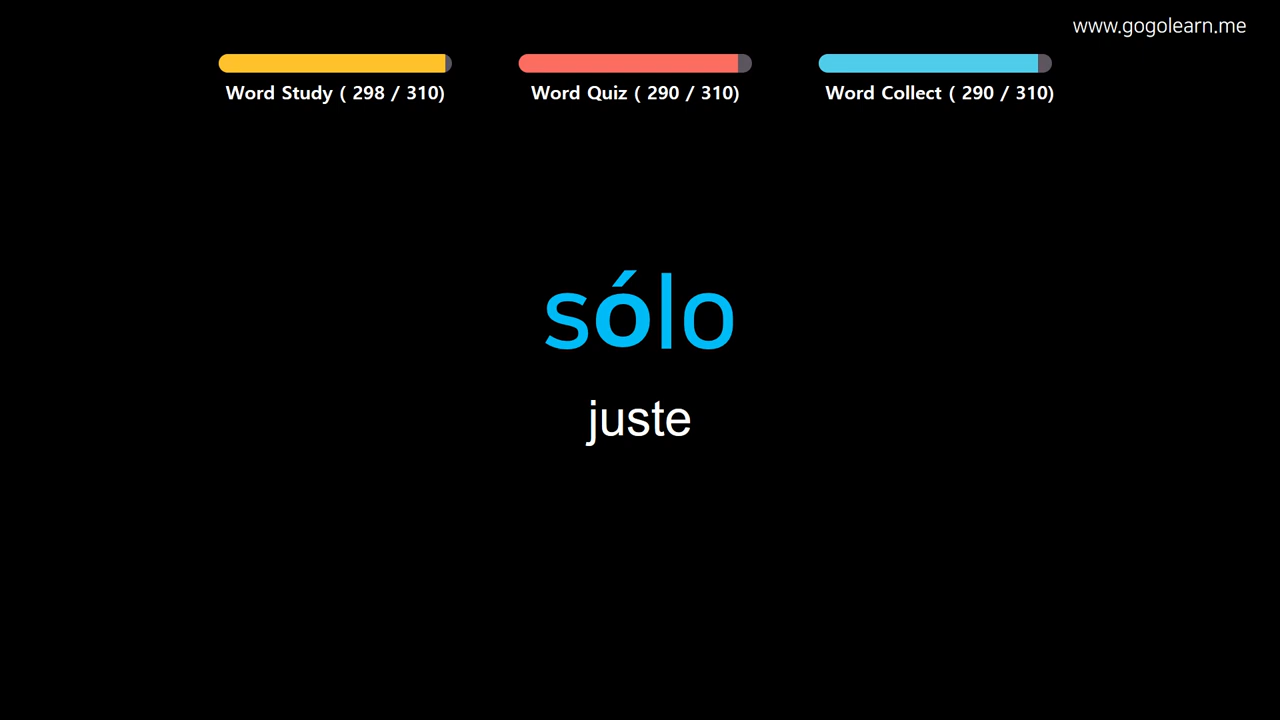 www.gogolearn.me
Word Study ( 298 / 310)
Word Quiz ( 290 / 310)
Word Collect ( 290 / 310)
sólo
juste